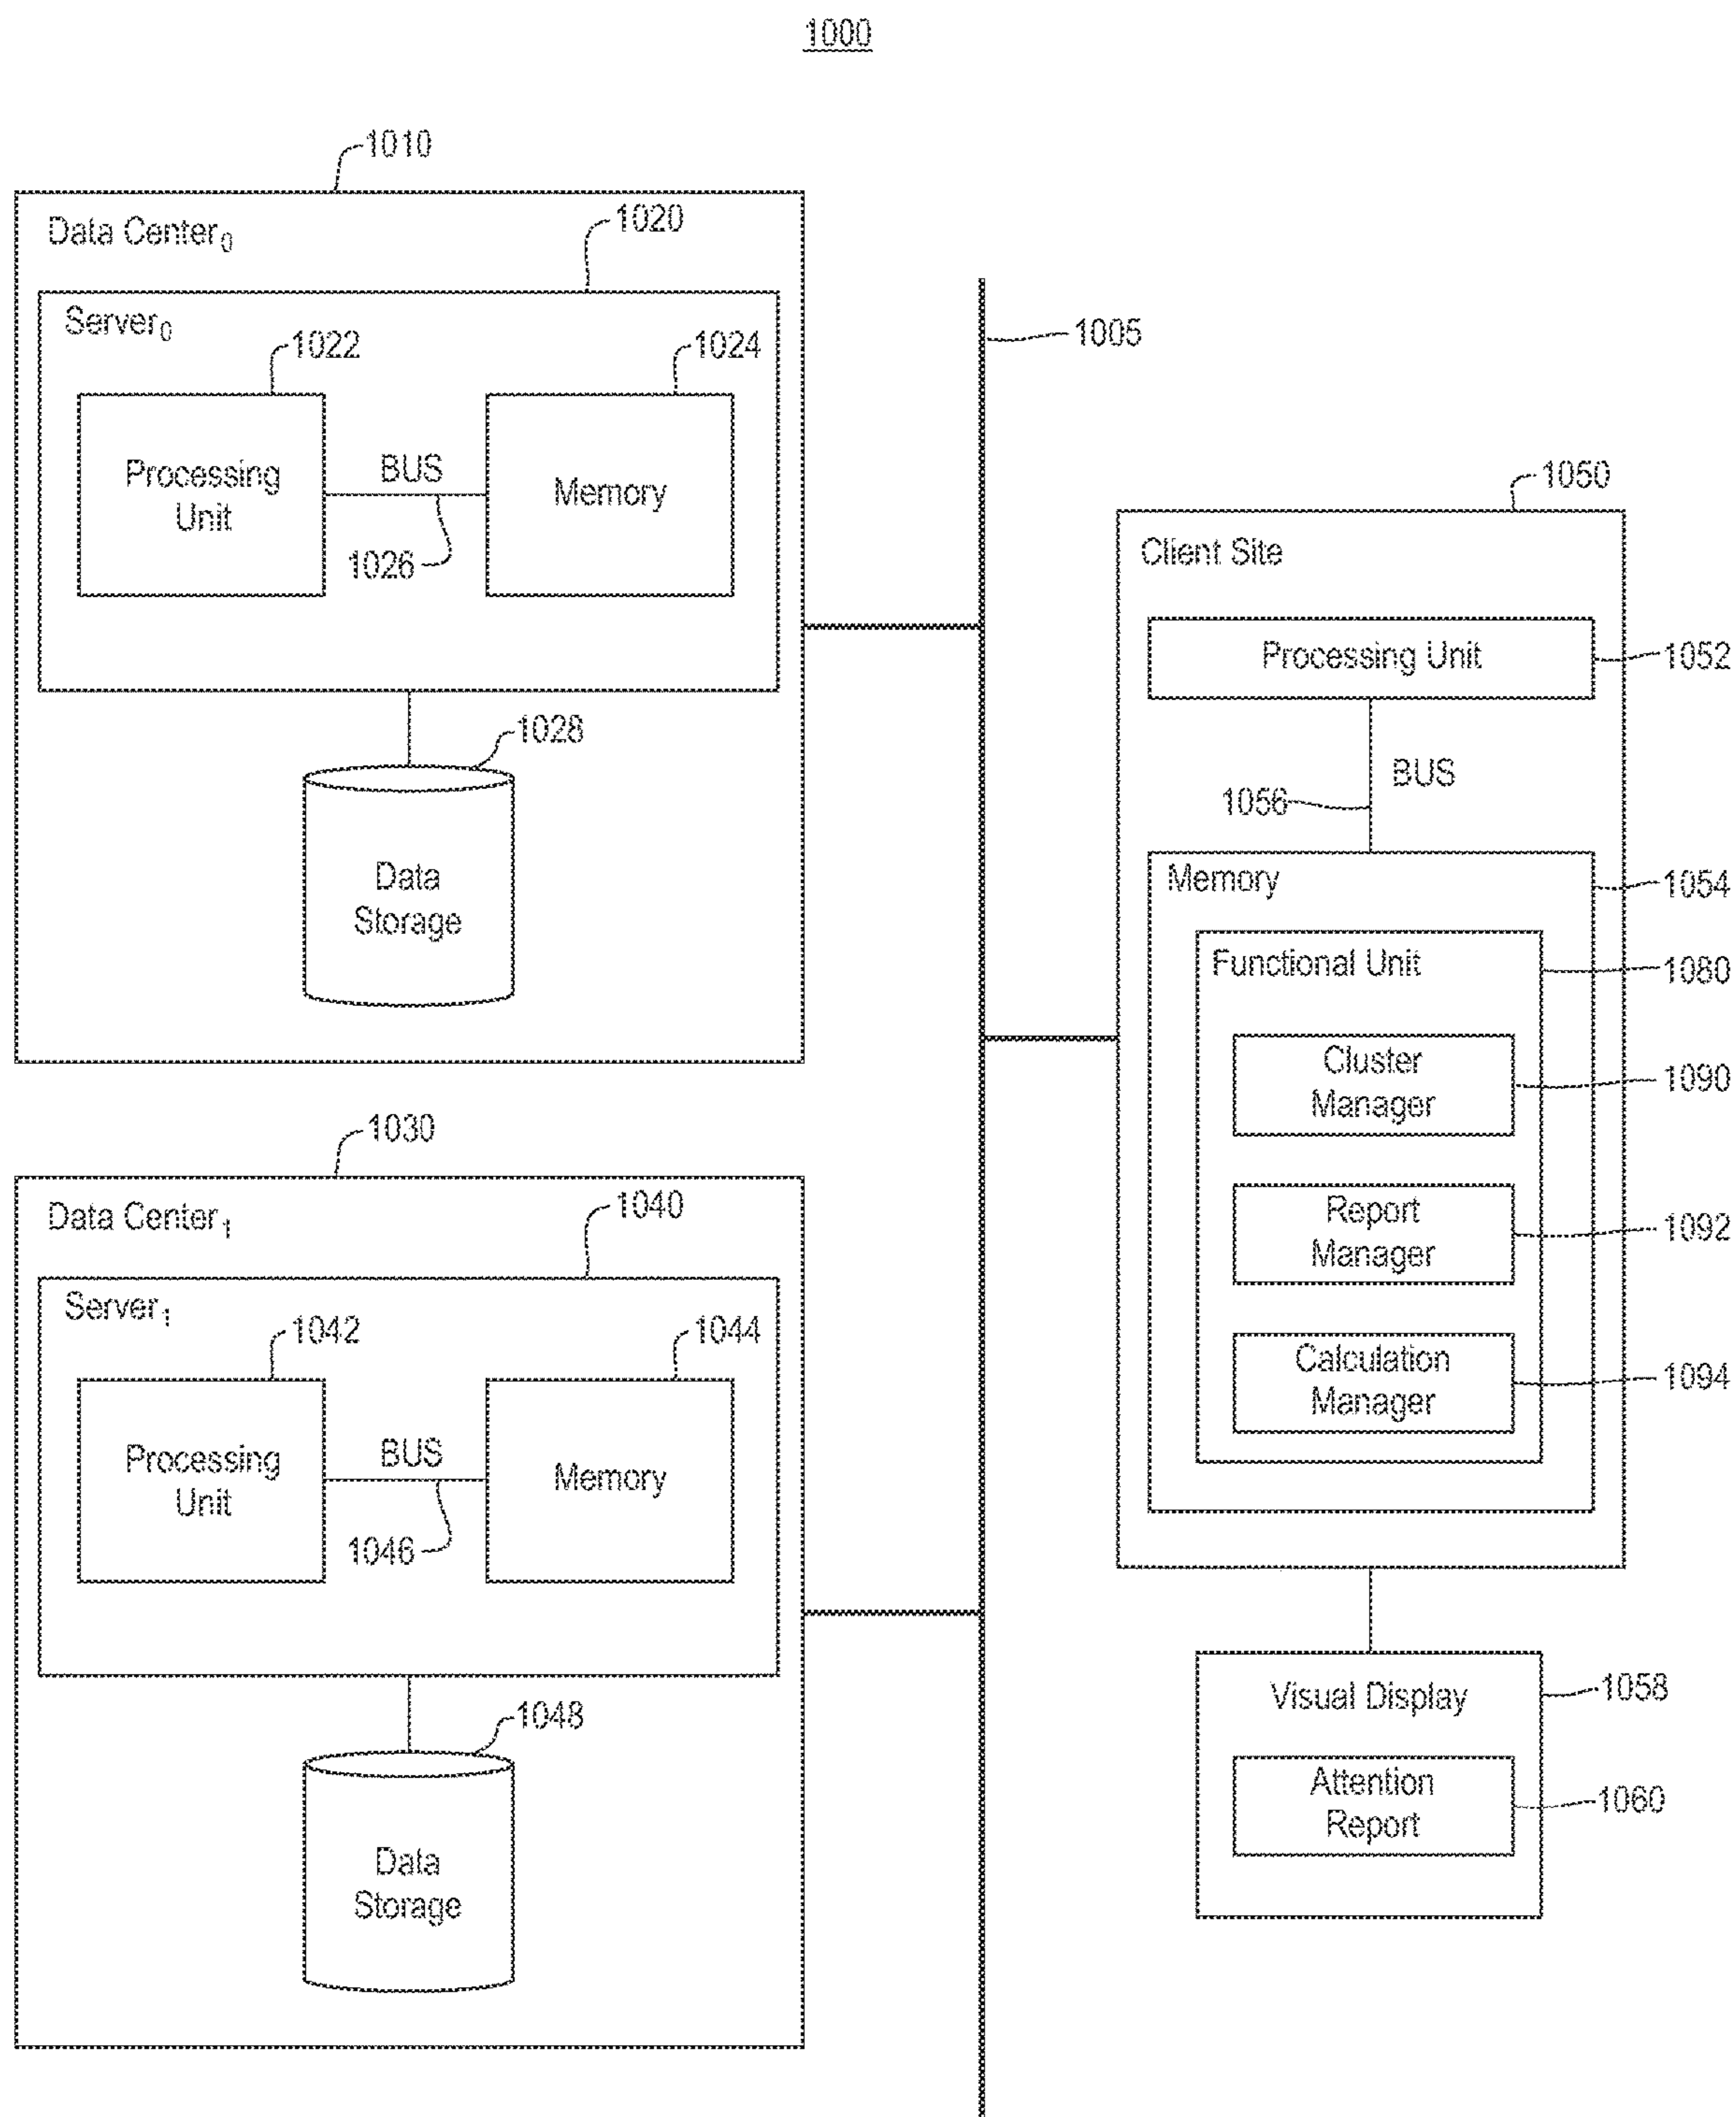 1000
1010
Data Center0
1020
Server0
1022
1024
Processing
Unit
BUS
1026
Memory
1028
Data
Storage
1030
Data Center1
1040
Server1
1042
1044
Processing
Unit
BUS
1046
Memory
1048
Data
Storage
1005
1050
Client Site
Processing Unit
1052
BUS
1056
Memory
1054
Functional Unit
1080
Cluster
Manager
1090
Report
Manager
1092
Calculation
Manager
1094
Visual Display
1058
Attention
Report
1060